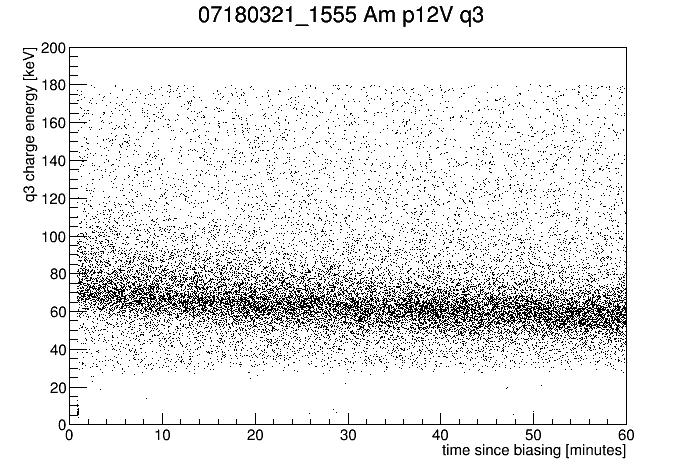 07180321_1555 Am p12V q3
q3 charge energy [keV]
200
180
160
140
120
100
80
60
40
20
0
0 10 20 30 40 50 60
time since biasing [minutes]